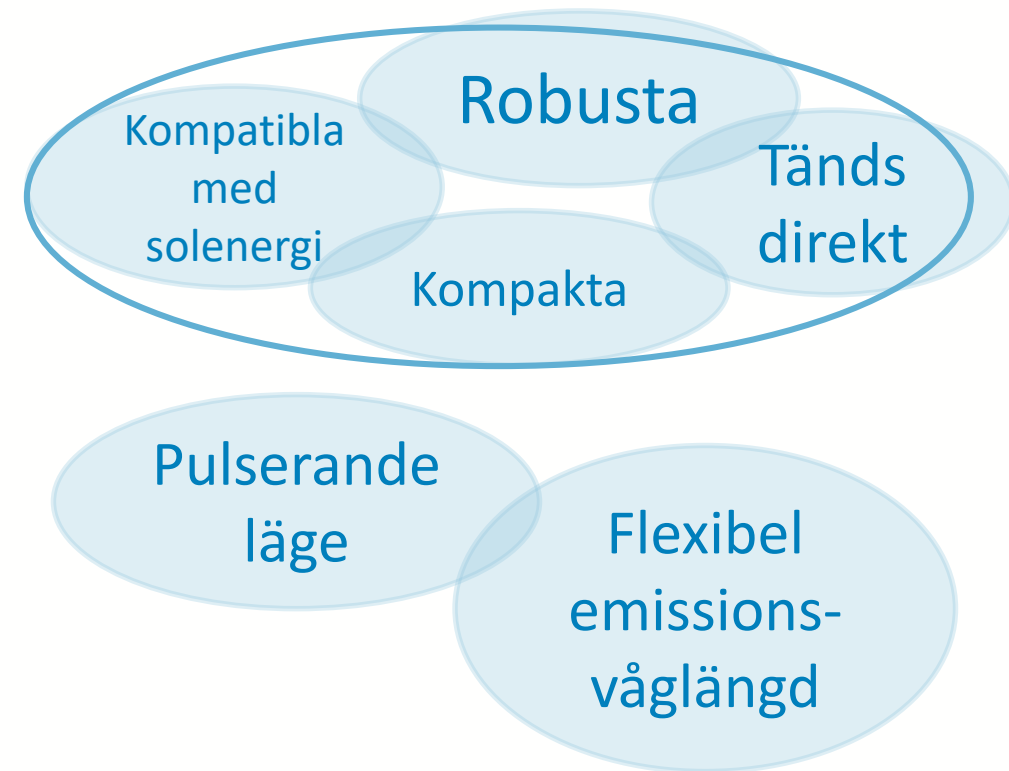 Robusta
Kompatibla
med
solenergi
Tänds
direkt
Kompakta
Pulserande
läge
Flexibel
emissions-
våglängd